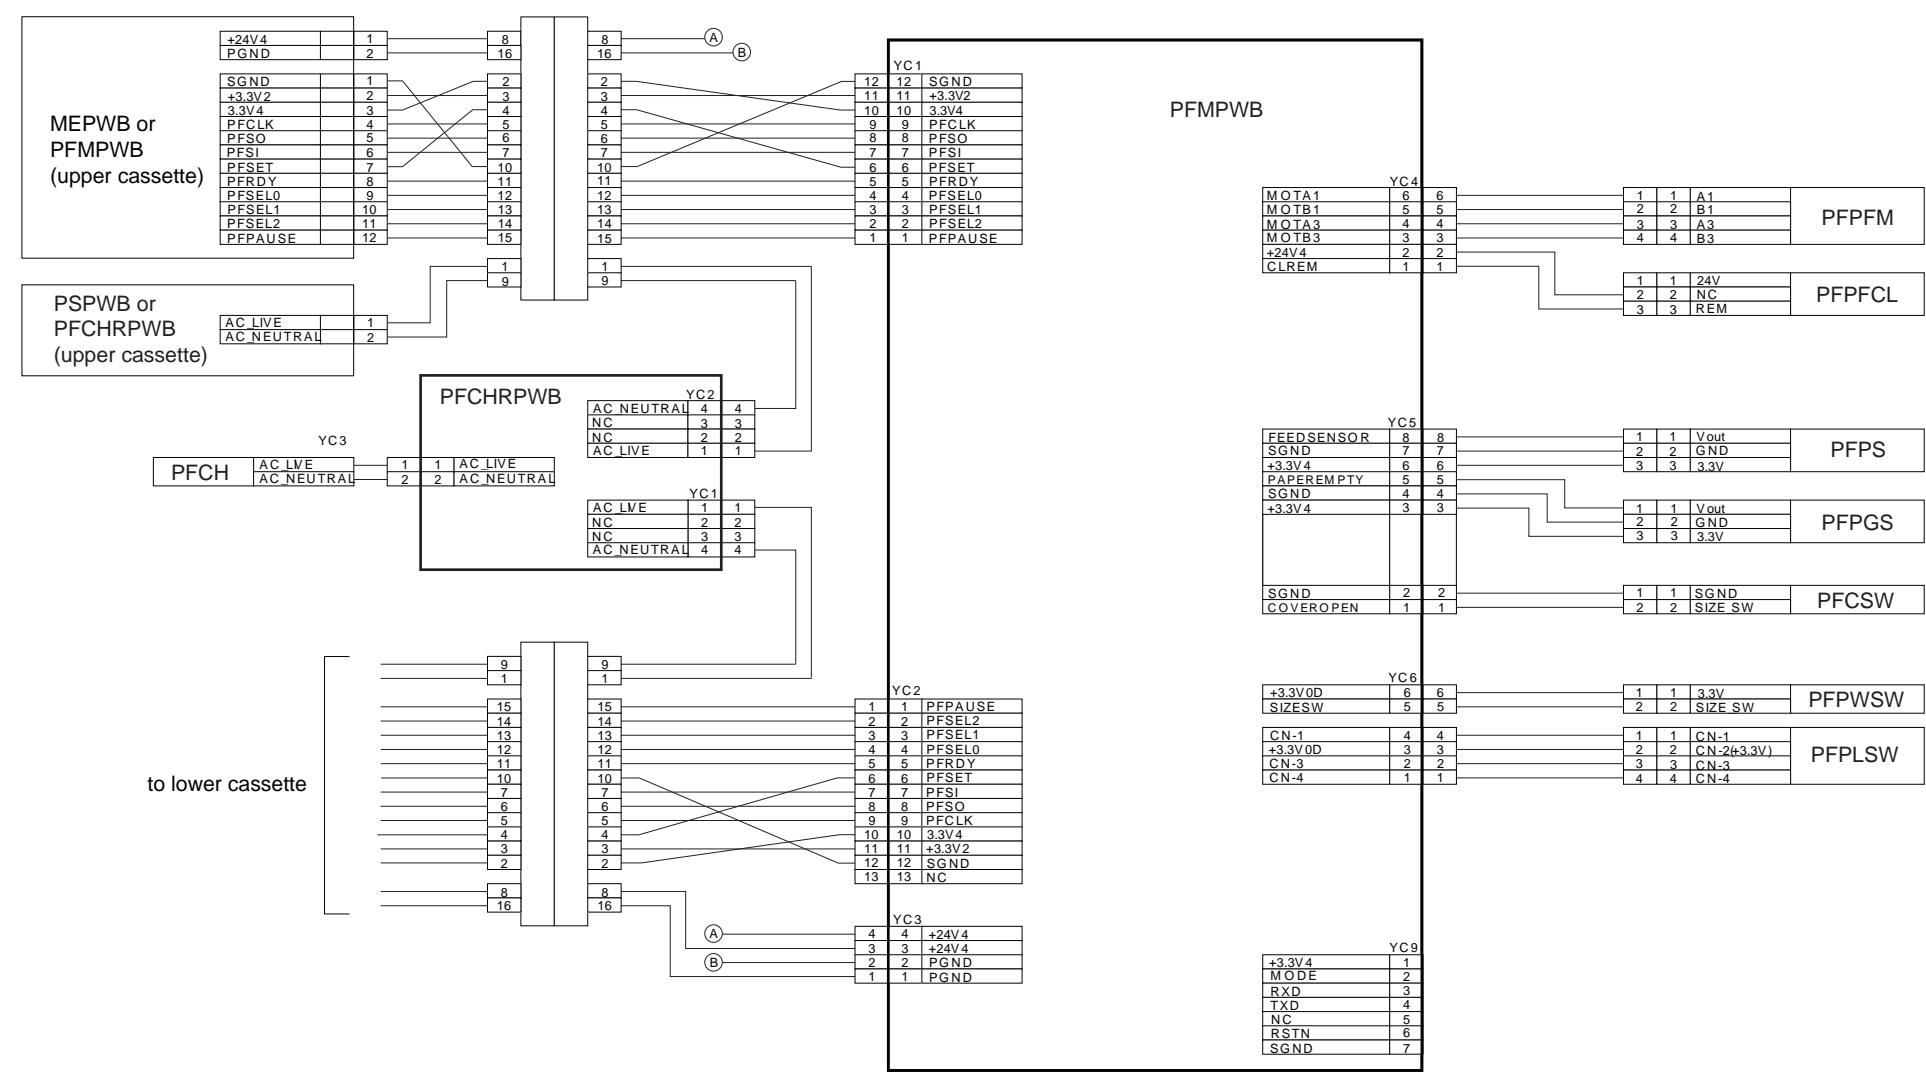 MEPWB or
PFMPWB
(upper cassette)
+24V4 1 8 8 A
PGND 2 16 16 B
SGND 1 2 2
+3.3V2 2 3 3
3.3V4 3 4 4
PFCLK 4 5 5
PFSO 5 6 6
PFSI 6 7 7
PFSET 7 10 10
PFRDY 8 11 11
PFSEL0 9 12 12
PFSEL1 10 13 13
PFSEL2 11 14 14
PFPAUSE 12 15 15
1 1
9 9
PSPWB or
PFCHRPWB
(upper cassette)
AC_LIVE 1
AC_NEUTRAL 2
PFCHRPWB
YC2
AC_NEUTRAL 4 4
NC 3 3
NC 2 2
AC_LIVE 1 1
YC3
PFCH
AC_LIVE 1 1 AC_LIVE
AC_NEUTRAL 2 2 AC_NEUTRAL
YC1
AC_LIVE 1 1
NC 2 2
NC 3 3
AC_NEUTRAL 4 4
to lower cassette
9 9
1 1
15 15
14 14
13 13
12 12
11 11
10 10
7 7
6 6
5 5
4 4
3 3
2 2
8 8
16 16
PFMPWB
YC1
12 12 SGND
11 11 +3.3V2
10 10 3.3V4
9 9 PFCLK
8 8 PFSO
7 7 PFSI
6 6 PFSET
5 5 PFRDY
4 4 PFSEL0
3 3 PFSEL1
2 2 PFSEL2
1 1 PFPAUSE
YC2
1 1 PFPAUSE
2 2 PFSEL2
3 3 PFSEL1
4 4 PFSEL0
5 5 PFRDY
6 6 PFSET
7 7 PFSI
8 8 PFSO
9 9 PFCLK
10 10 3.3V4
11 11 +3.3V2
12 12 SGND
13 13 NC
YC3
A 4 4 +24V4
3 3 +24V4
B 2 2 PGND
1 1 PGND
YC4
MOTA1 6 6 1 1 A1
MOTB1 5 5 2 2 B1
MOTA3 4 4 3 3 A3
MOTB3 3 3 4 4 B3
PFPFM
+24V4 2 2
CLREM 1 1
1 1 24V
2 2 NC
3 3 REM
PFPFCL
YC5
FEEDSENSOR 8 8 1 1 Vout
SGND 7 7 2 2 GND
+3.3V4 6 6 3 3 3.3V
PFPS
PAPEREMPTY 5 5
SGND 4 4
+3.3V4 3 3
1 1 Vout
2 2 GND
3 3 3.3V
PFPGS
SGND 2 2 1 1 SGND
COVEROPEN 1 1 2 2 SIZE SW
PFCSW
YC6
+3.3V0D 6 6 1 1 3.3V
SIZESW 5 5 2 2 SIZE SW
PFPWSW
CN-1 4 4 1 1 CN-1
+3.3V0D 3 3 2 2 CN-2(+3.3V)
CN-3 2 2 3 3 CN-3
CN-4 1 1 4 4 CN-4
PFPLSW
YC9
+3.3V4 1
MODE 2
RXD 3
TXD 4
NC 5
RSTN 6
SGND 7